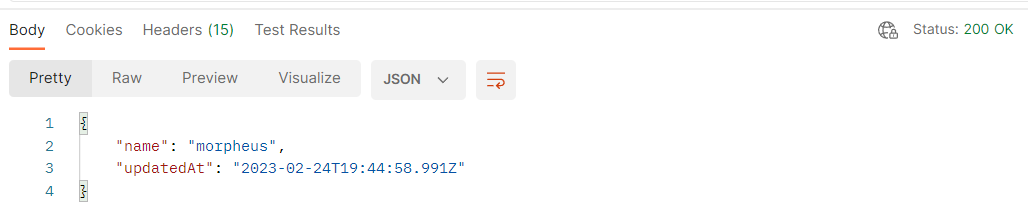 Body Cookies Headers (15) Test Results Status: 200 OK
Pretty Raw Preview Visualize JSON
1 {
2 "name": "morpheus",
3 "updatedAt": "2023-02-24T19:44:58.991Z"
4 }